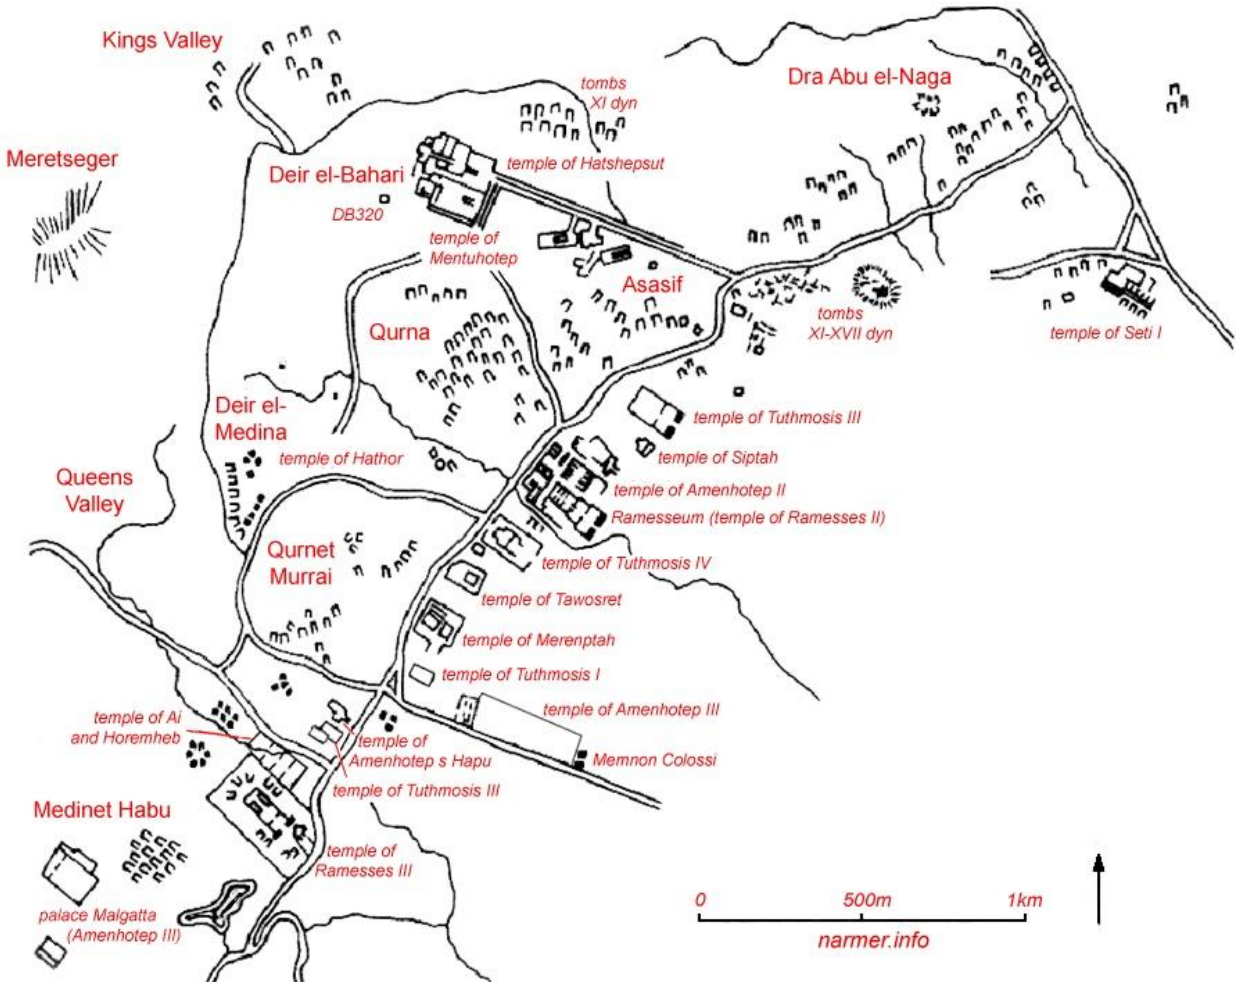 Kings Valley
Dra Abu el-Naga
tombs
XI dyn
Meretseger
temple of Hatshepsut
Deir el-Bahari
DB320
temple of
Mentuhotep
Asasif
tombs
XI-XVII dyn
temple of Seti I
Qurna
Deir el-
Medina
temple of Tuthmosis III
temple of Hathor
temple of Siptah
Queens
Valley
temple of Amenhotep II
Ramesseum (temple of Ramesses II)
Qurnet
Murrai
temple of Tuthmosis IV
temple of Tawosret
temple of Merenptah
temple of Tuthmosis I
temple of Amenhotep III
temple of Ai
and Horemheb
temple of
Amenhotep s Hapu
Memnon Colossi
temple of Tuthmosis III
Medinet Habu
temple of
Ramesses III
palace Malgatta
(Amenhotep III)
0 500m 1km
narmer.info